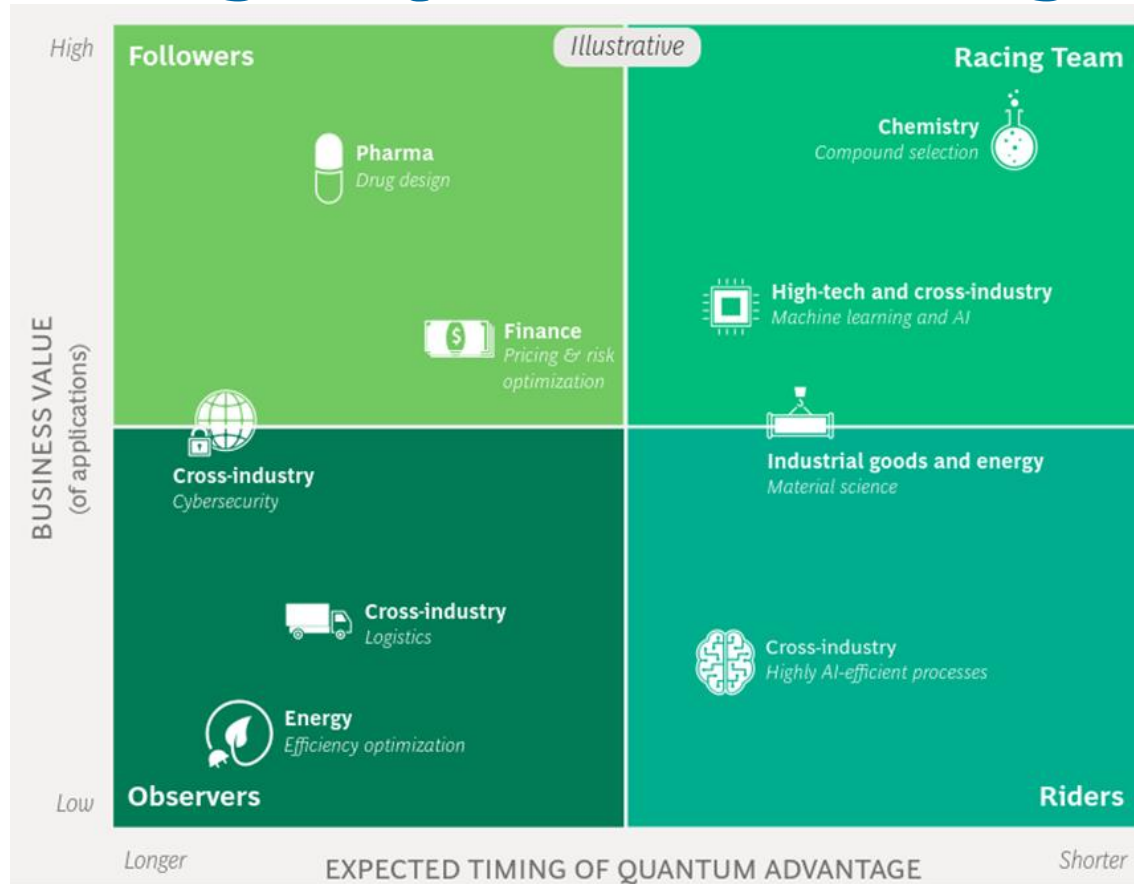 High
Followers
Illustrative
Racing Team
Pharma
Drug design
Chemistry
Compound selection
Finance
Pricing & risk
optimization
High-tech and cross-industry
Machine learning and AI
BUSINESS VALUE
(of applications)
Cross-industry
Cybersecurity
Industrial goods and energy
Material science
Cross-industry
Logistics
Cross-industry
Highly AI-efficient processes
Energy
Efficiency optimization
Low
Observers
Riders
Longer
EXPECTED TIMING OF QUANTUM ADVANTAGE
Shorter